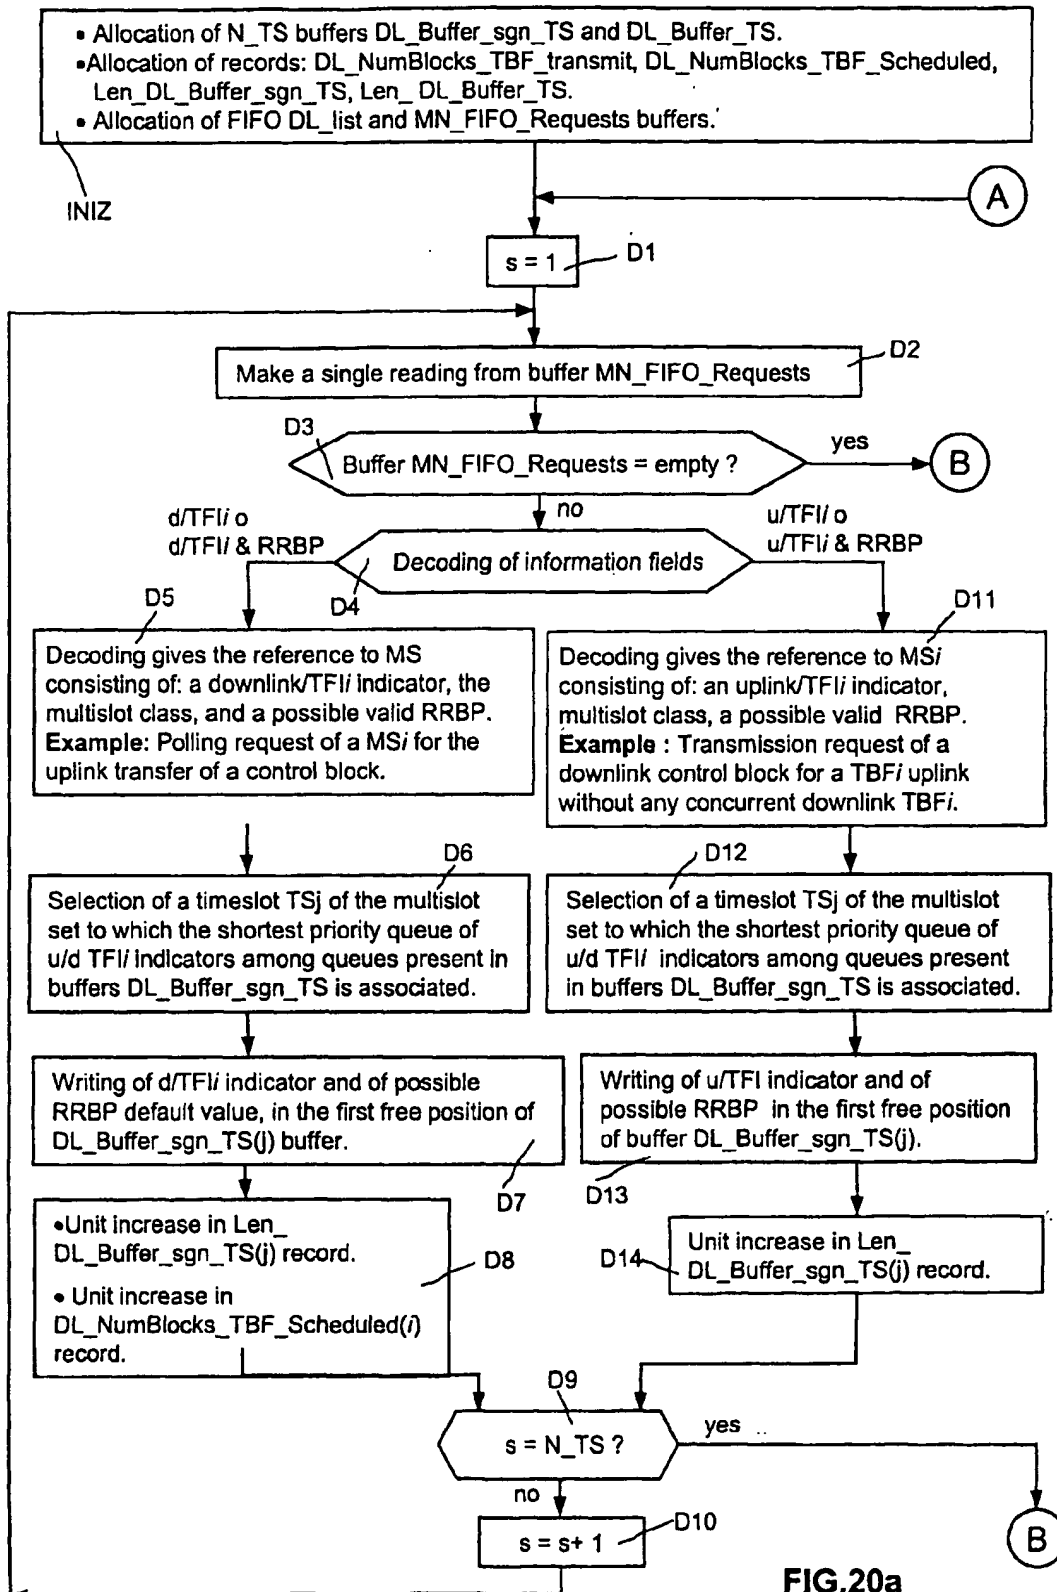 • Allocation of N_TS buffers DL_Buffer_sgn_TS and DL_Buffer_TS.
•Allocation of records: DL_NumBlocks_TBF_transmit, DL_NumBlocks_TBF_Scheduled,
Len_DL_Buffer_sgn_TS, Len_ DL_Buffer_TS.
• Allocation of FIFO DL_list and MN_FIFO_Requests buffers.
INIZ
A
s = 1
D1
D2
Make a single reading from buffer MN_FIFO_Requests
D3
Buffer MN_FIFO_Requests = empty ?
yes
B
no
d/TFIi o
d/TFIi & RRBP
u/TFIi o
u/TFIi & RRBP
Decoding of information fields
D4
D5
Decoding gives the reference to MS
consisting of: a downlink/TFIi indicator, the
multislot class, and a possible valid RRBP.
Example: Polling request of a MSi for the
uplink transfer of a control block.
D11
Decoding gives the reference to MSi
consisting of: an uplink/TFIi indicator,
multislot class, a possible valid RRBP.
Example : Transmission request of a
downlink control block for a TBFi uplink
without any concurrent downlink TBFi.
D6
Selection of a timeslot TSj of the multislot
set to which the shortest priority queue of
u/d TFIi indicators among queues present in
buffers DL_Buffer_sgn_TS is associated.
D12
Selection of a timeslot TSj of the multislot
set to which the shortest priority queue of
u/d TFIi indicators among queues present
in buffers DL_Buffer_sgn_TS is associated.
Writing of d/TFIi indicator and of possible
RRBP default value, in the first free position of
DL_Buffer_sgn_TS(j) buffer.
D7
Writing of u/TFI indicator and of
possible RRBP in the first free position
of buffer DL_Buffer_sgn_TS(j).
D13
•Unit increase in Len_
DL_Buffer_sgn_TS(j) record.
• Unit increase in
DL_NumBlocks_TBF_Scheduled(i)
record.
D8
Unit increase in Len_
DL_Buffer_sgn_TS(j) record.
D14
D9
s = N_TS ?
yes
no
s = s+ 1
D10
B
FIG.20a